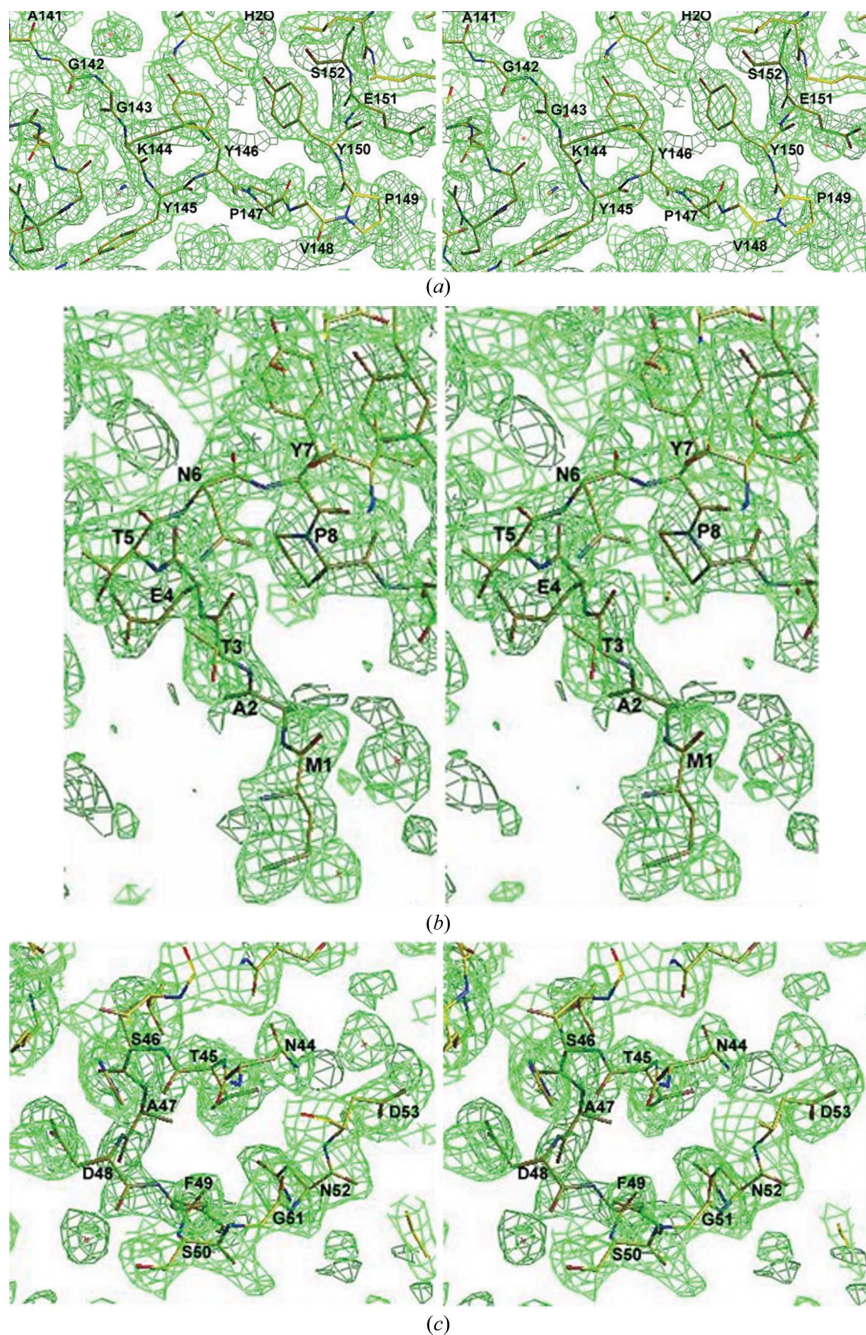 A141 H2O A141 H2O
G142 S152 G142 S152
G143 E151 G143 E151
K144 Y146 Y150 K144 Y146 Y150
Y145 P147 P149 Y145 P147 P149
V148 V148
(a)
Y7 Y7
N6 N6
T5 P8 T5 P8
E4 E4
T3 T3
A2 A2
M1 M1
(b)
S46 T45 N44 S46 T45 N44
A47 D53 A47 D53
D48 F49 N52 D48 F49 N52
G51 G51
S50 S50
(c)